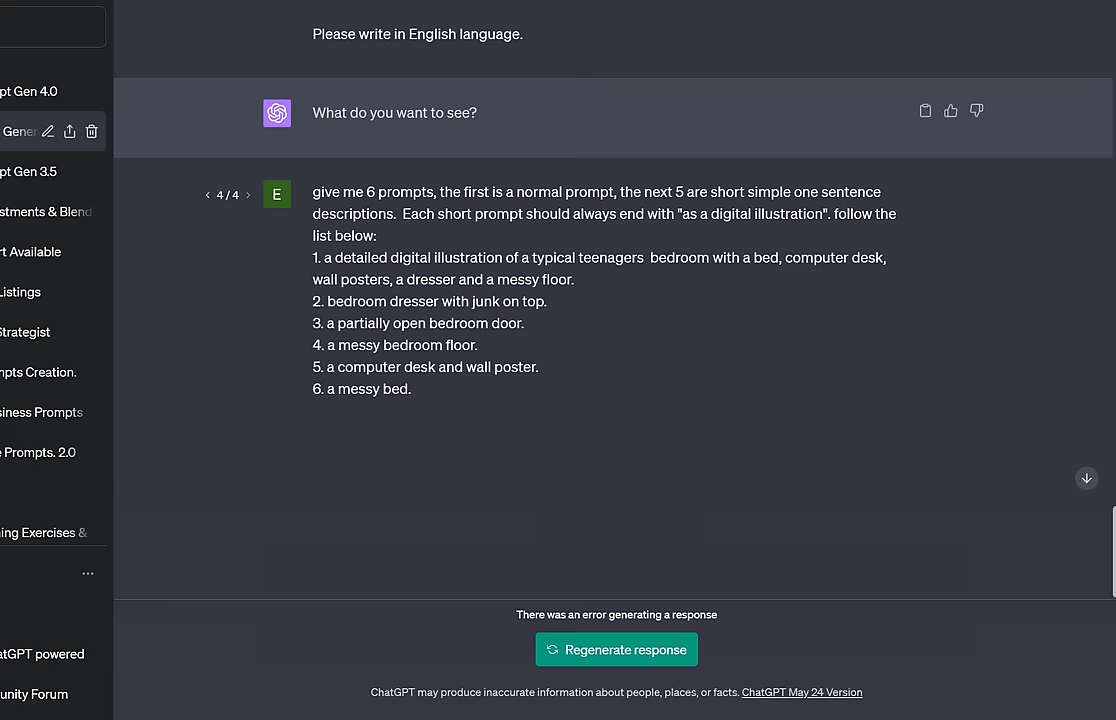 Please write in English language.
pt Gen 4.0
What do you want to see?
Gener
pt Gen 3.5
4 / 4
E
give me 6 prompts, the first is a normal prompt, the next 5 are short simple one sentence
descriptions.  Each short prompt should always end with "as a digital illustration". follow the
list below:
1. a detailed digital illustration of a typical teenagers  bedroom with a bed, computer desk,
wall posters, a dresser and a messy floor.
2. bedroom dresser with junk on top.
3. a partially open bedroom door.
4. a messy bedroom floor.
5. a computer desk and wall poster.
6. a messy bed.
stments & Blend
rt Available
Listings
Strategist
mpts Creation.
siness Prompts
e Prompts. 2.0
ning Exercises &
...
atGPT powered
unity Forum
There was an error generating a response
Regenerate response
ChatGPT may produce inaccurate information about people, places, or facts. ChatGPT May 24 Version